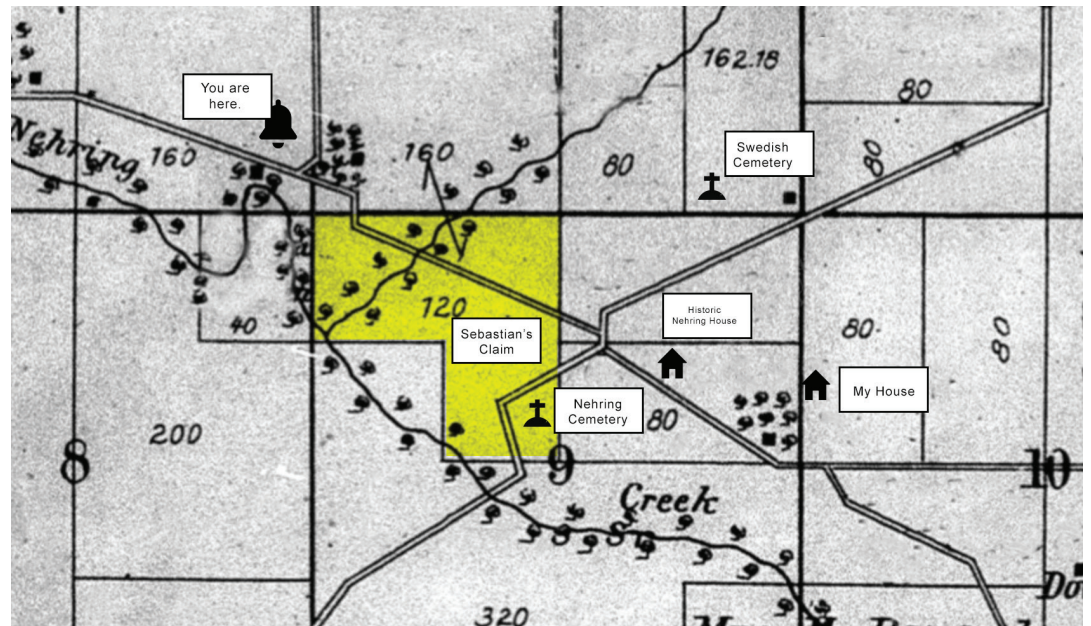 162.18
80
You are
here.
Nehring
160
160
80
80
Swedish
Cemetery
120
40
Sebastian's
Claim
Historic
Nehring House
80
80
My House
Nehring
Cemetery
80
200
8
9
10
Creek
320